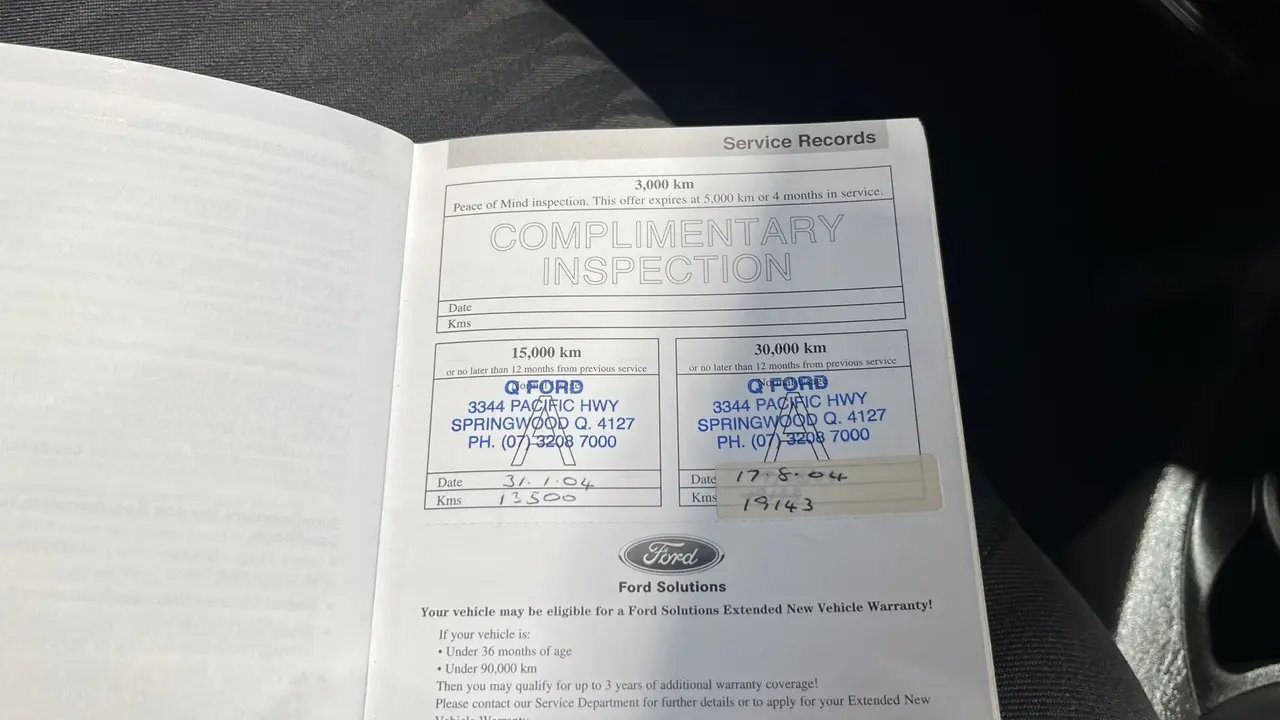 Service Records
3,000 km
Peace of Mind inspection. This offer expires at 5,000 km or 4 months in service.
COMPLIMENTARY
INSPECTION
Date
Kms
15,000 km
or no later than 12 months from previous service
Normal Usage
Q FORD
3344 PACIFIC HWY
SPRINGWOOD Q. 4127
PH. (07) 3208 7000
A
Date 31.1.04
Kms 13500
30,000 km
or no later than 12 months from previous service
Normal Usage
Q FORD
3344 PACIFIC HWY
SPRINGWOOD Q. 4127
PH. (07) 3208 7000
A
Date 17.8.04
Kms 19143
Ford
Ford Solutions
Your vehicle may be eligible for a Ford Solutions Extended New Vehicle Warranty!
If your vehicle is:
• Under 36 months of age
• Under 90,000 km
Then you may qualify for up to 3 years of additional warranty coverage!
Please contact our Service Department for further details or to apply for your Extended New
Vehicle Warranty